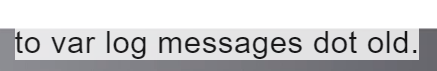 to var log messages dot old.